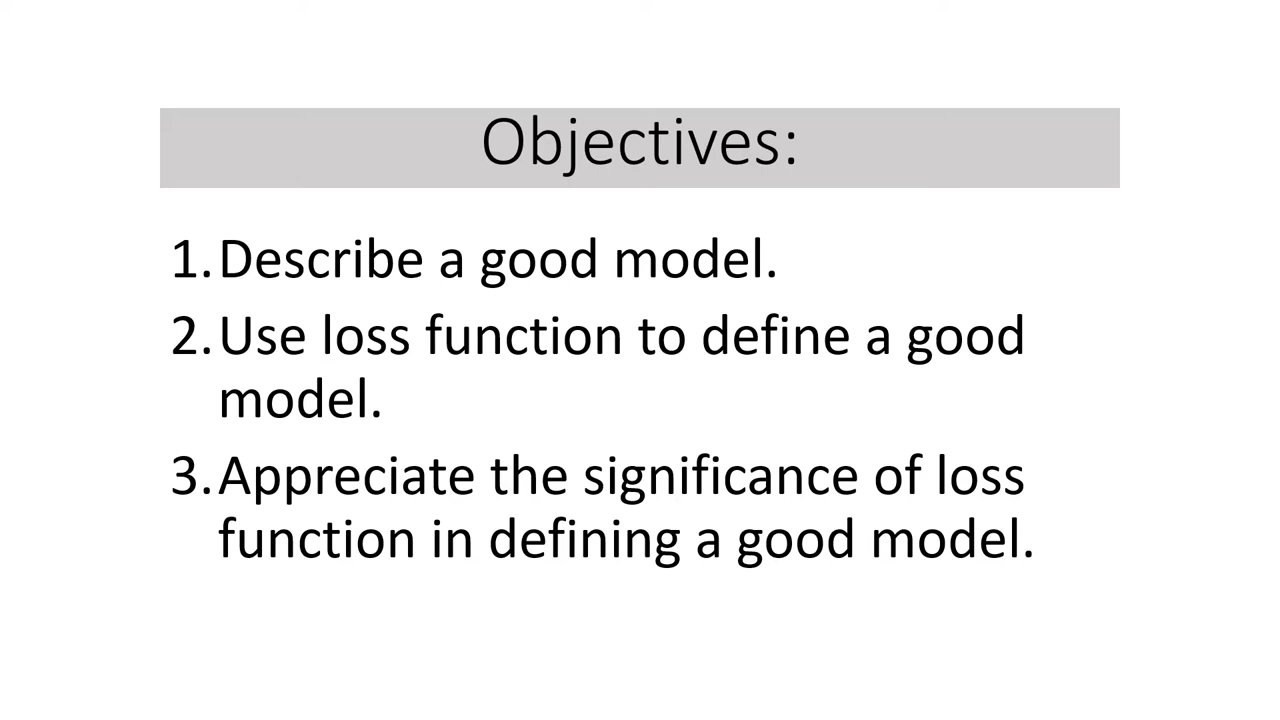 Objectives:
1. Describe a good model.
2. Use loss function to define a good
model.
3. Appreciate the significance of loss
function in defining a good model.